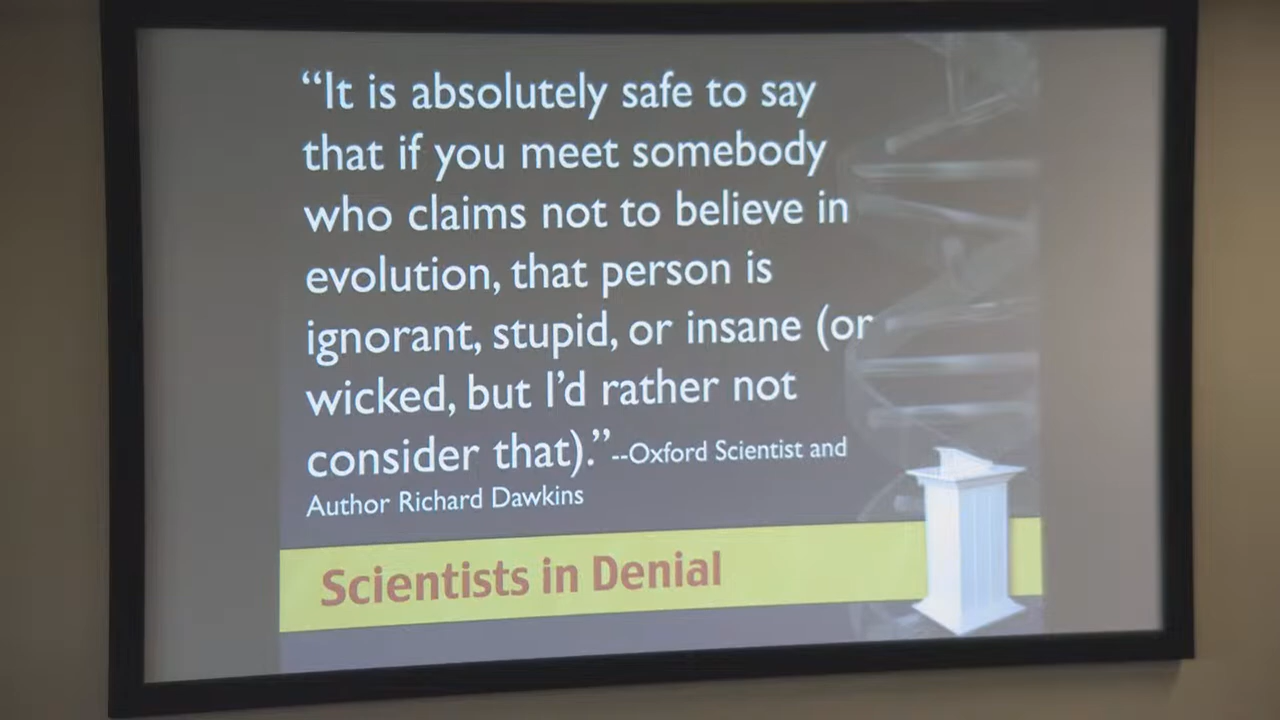 “It is absolutely safe to say
that if you meet somebody
who claims not to believe in
evolution, that person is
ignorant, stupid, or insane (or
wicked, but I’d rather not
consider that).”--Oxford Scientist and
Author Richard Dawkins
Scientists in Denial